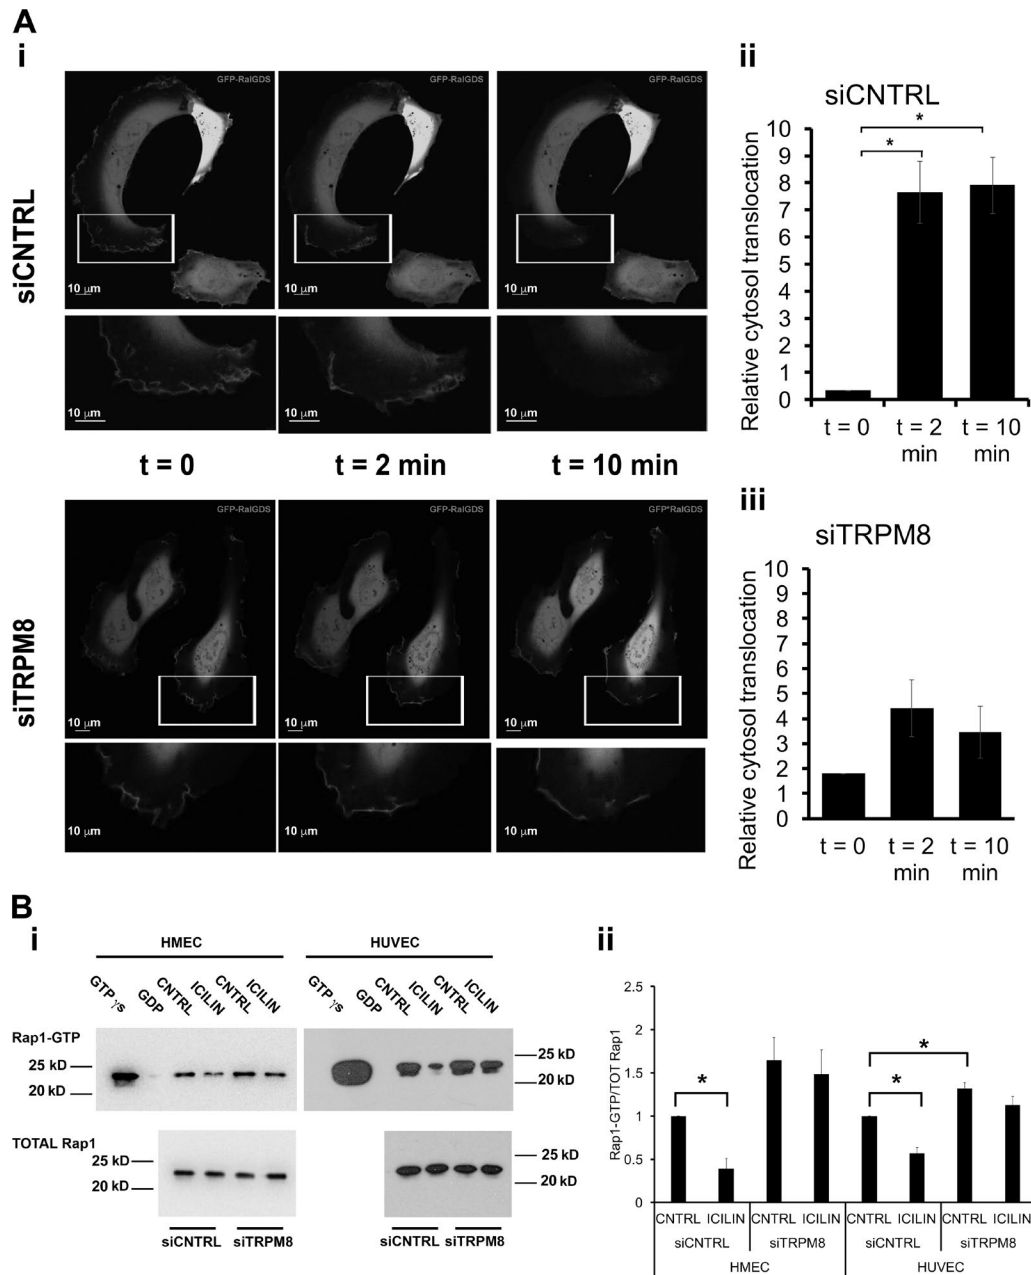 A
i
ii
siCNTRL
GFP-RalGDS
GFP-RalGDS
GFP-RalGDS
10 μm
10 μm
10 μm
10 μm
10 μm
10 μm
t = 0
t = 2 min
t = 10 min
siCNTRL
Relative cytosol translocation
10
9
8
7
6
5
4
3
2
1
0
*
*
t = 0
t = 2
min
t = 10
min
siTRPM8
GFP-RalGDS
GFP-RalGDS
GFP*RalGDS
10 μm
10 μm
10 μm
10 μm
10 μm
10 μm
iii
siTRPM8
Relative cytosol translocation
10
9
8
7
6
5
4
3
2
1
0
t = 0
t = 2
min
t = 10
min
B
i
HMEC
HUVEC
GTP γs
GDP
CNTRL
ICILIN
CNTRL
ICILIN
GTP γs
GDP
CNTRL
ICILIN
CNTRL
ICILIN
Rap1-GTP
25 kD
20 kD
25 kD
20 kD
TOTAL Rap1
25 kD
20 kD
25 kD
20 kD
siCNTRL
siTRPM8
siCNTRL
siTRPM8
ii
Rap1-GTP/TOT Rap1
2.5
2
1.5
1
0.5
0
*
*
*
CNTRL ICILIN CNTRL ICILIN CNTRL ICILIN CNTRL ICILIN
siCNTRL siTRPM8 siCNTRL siTRPM8
HMEC HUVEC